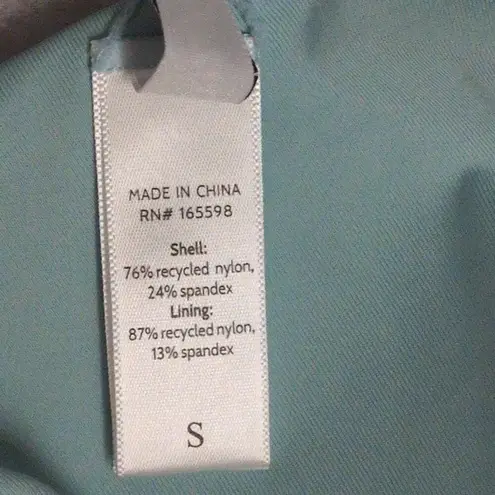 MADE IN CHINA
RN# 165598
Shell:
76% recycled nylon,
24% spandex
Lining:
87% recycled nylon,
13% spandex
S